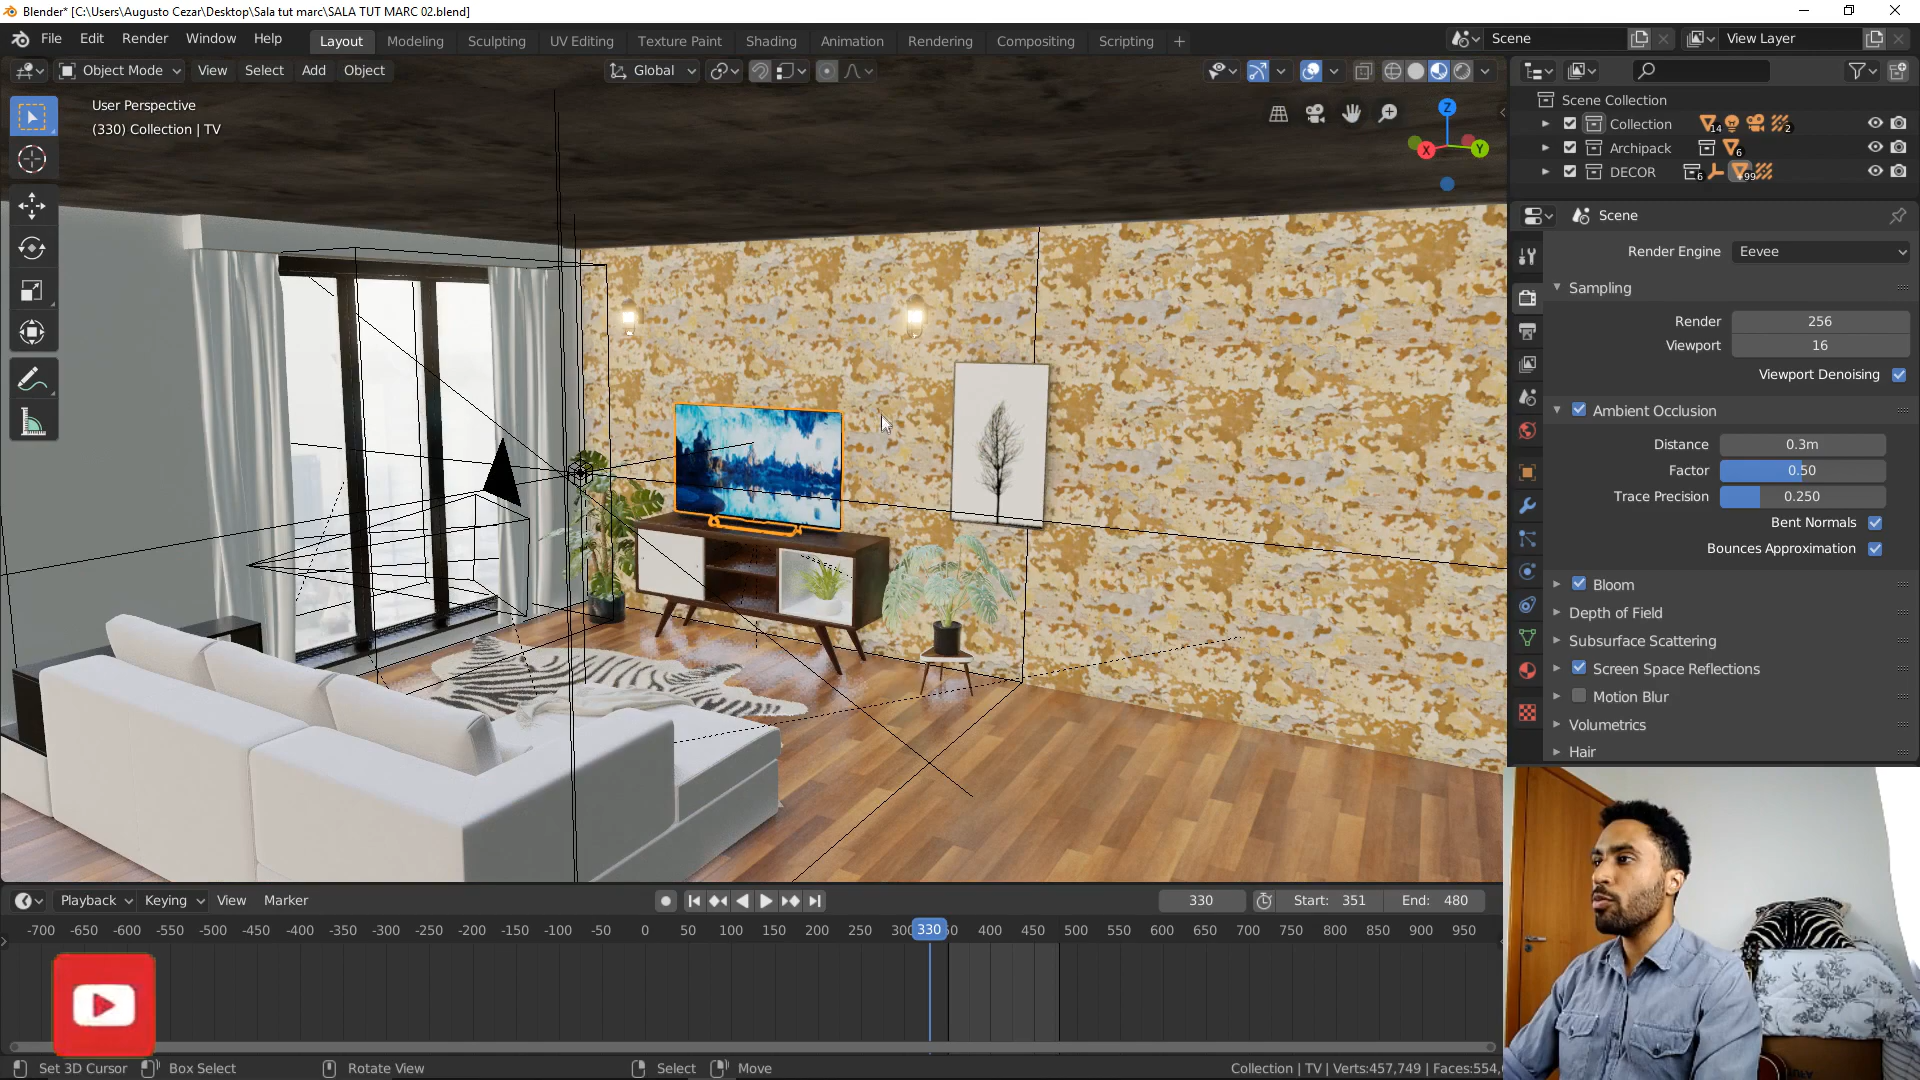 Blender* [C:\Users\Augusto Cezar\Desktop\Sala tut marc\SALA TUT MARC 02.blend]
File Edit Render Window Help Layout Modeling Sculpting UV Editing Texture Paint Shading Animation Rendering Compositing Scripting + Scene View Layer
Object Mode View Select Add Object Global
User Perspective
(330) Collection | TV
Z
X Y
Scene Collection
Collection 14 2
Archipack 6
DECOR 6 +99
Scene
Render Engine Eevee
Sampling
Render 256
Viewport 16
Viewport Denoising
Ambient Occlusion
Distance 0.3m
Factor 0.50
Trace Precision 0.250
Bent Normals
Bounces Approximation
Bloom
Depth of Field
Subsurface Scattering
Screen Space Reflections
Motion Blur
Volumetrics
Hair
Playback Keying View Marker 330 Start: 351 End: 480
-700 -650 -600 -550 -500 -450 -400 -350 -300 -250 -200 -150 -100 -50 0 50 100 150 200 250 300 330 50 400 450 500 550 600 650 700 750 800 850 900 950
Set 3D Cursor Box Select Rotate View Select Move Collection | TV | Verts:457,749 | Faces:554,